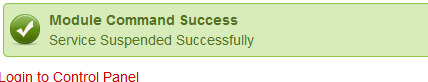 Module Command Success
Service Suspended Successfully
Login to Control Panel